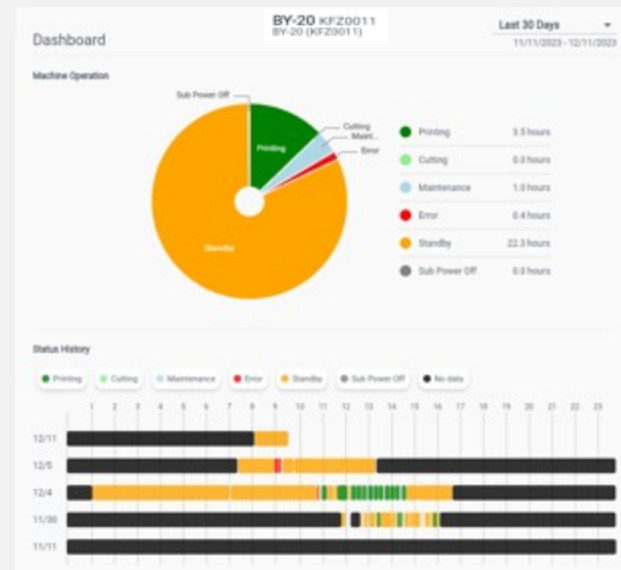 BY-20 KFZ0011
BY-20 (KFZ0011)
Last 30 Days
Dashboard
11/11/2023 - 12/11/2023
Machine Operation
Sub Power Off
Cutting
Maint...
Error
Printing
Standby
Printing 3.5 hours
Cutting 0.0 hours
Maintenance 1.0 hours
Error 0.4 hours
Standby 22.3 hours
Sub Power Off 0.0 hours
Status History
Printing Cutting Maintenance Error Standby Sub Power Off No data
1 2 3 4 5 6 7 8 9 10 11 12 13 14 15 16 17 18 19 20 21 22 23
12/11
12/5
12/4
11/30
11/11